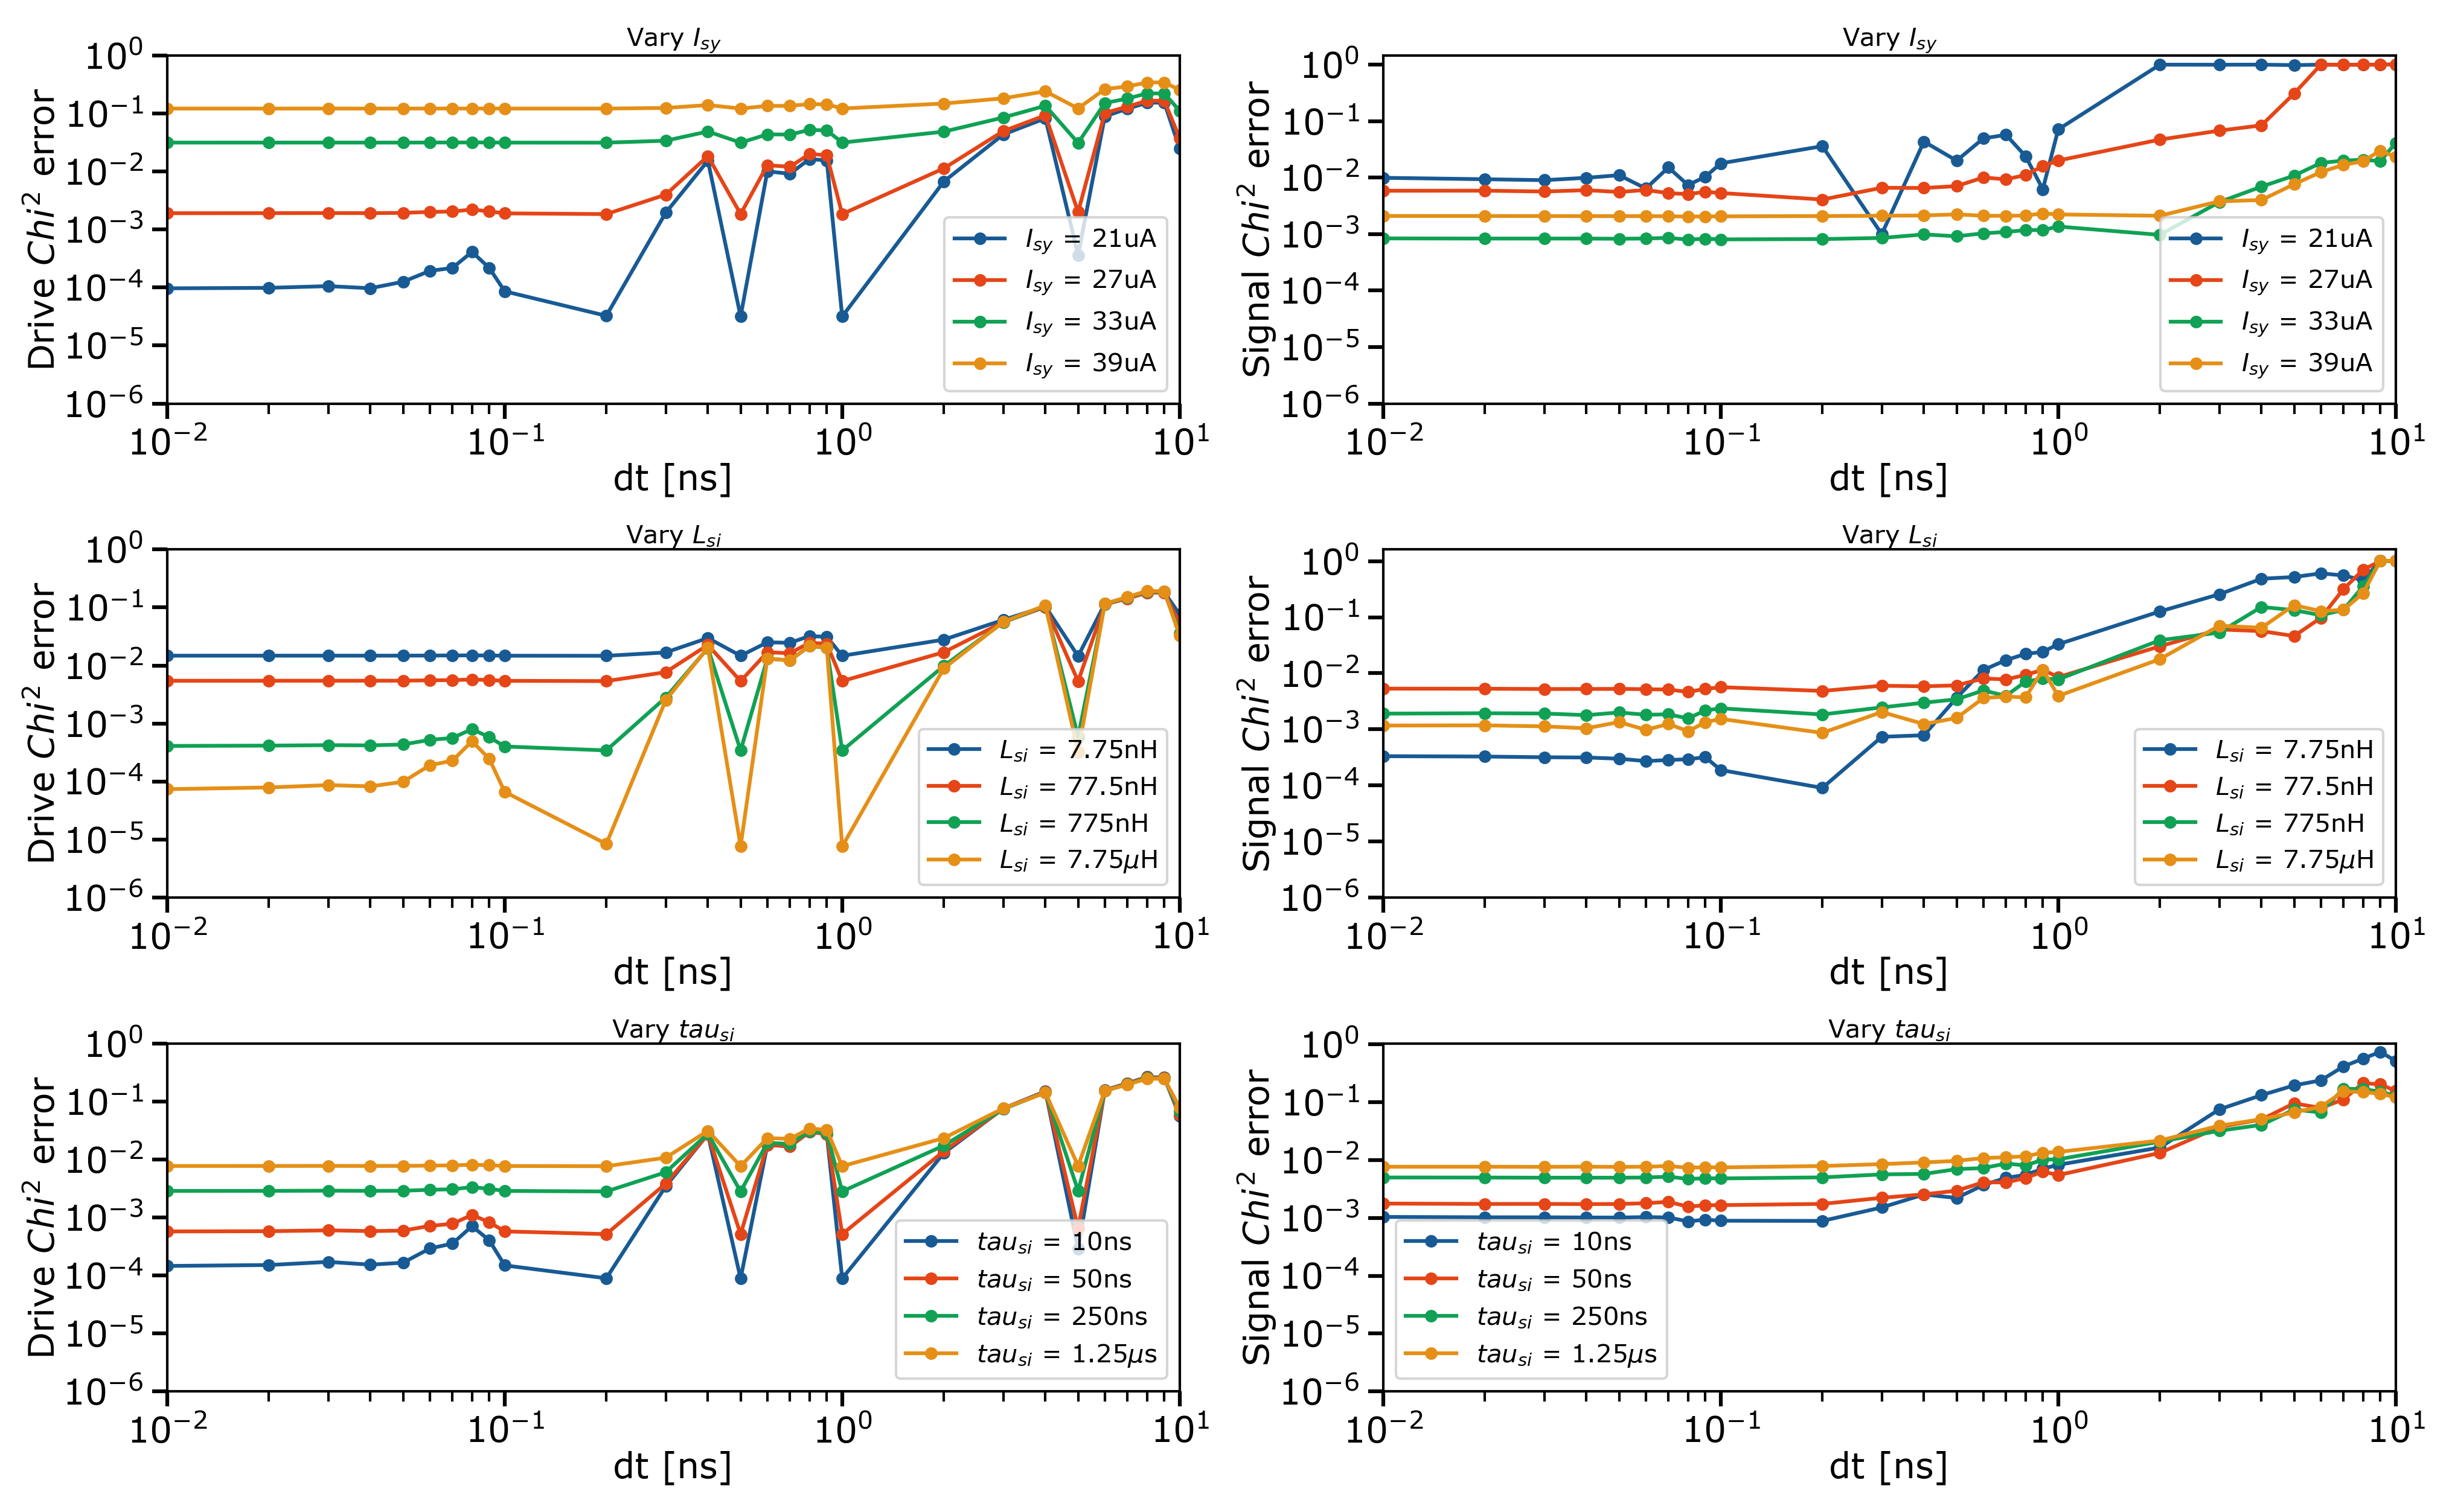 Vary I_sy
Drive Chi^2 error
10^0
10^-1
10^-2
10^-3
10^-4
10^-5
10^-6
I_sy = 21uA
I_sy = 27uA
I_sy = 33uA
I_sy = 39uA
10^-2 10^-1 10^0 10^1
dt [ns]
Vary I_sy
Signal Chi^2 error
10^0
10^-1
10^-2
10^-3
10^-4
10^-5
10^-6
I_sy = 21uA
I_sy = 27uA
I_sy = 33uA
I_sy = 39uA
10^-2 10^-1 10^0 10^1
dt [ns]
Vary L_si
Drive Chi^2 error
10^0
10^-1
10^-2
10^-3
10^-4
10^-5
10^-6
L_si = 7.75nH
L_si = 77.5nH
L_si = 775nH
L_si = 7.75μH
10^-2 10^-1 10^0 10^1
dt [ns]
Vary L_si
Signal Chi^2 error
10^0
10^-1
10^-2
10^-3
10^-4
10^-5
10^-6
L_si = 7.75nH
L_si = 77.5nH
L_si = 775nH
L_si = 7.75μH
10^-2 10^-1 10^0 10^1
dt [ns]
Vary tau_si
Drive Chi^2 error
10^0
10^-1
10^-2
10^-3
10^-4
10^-5
10^-6
tau_si = 10ns
tau_si = 50ns
tau_si = 250ns
tau_si = 1.25μs
10^-2 10^-1 10^0 10^1
dt [ns]
Vary tau_si
Signal Chi^2 error
10^0
10^-1
10^-2
10^-3
10^-4
10^-5
10^-6
tau_si = 10ns
tau_si = 50ns
tau_si = 250ns
tau_si = 1.25μs
10^-2 10^-1 10^0 10^1
dt [ns]